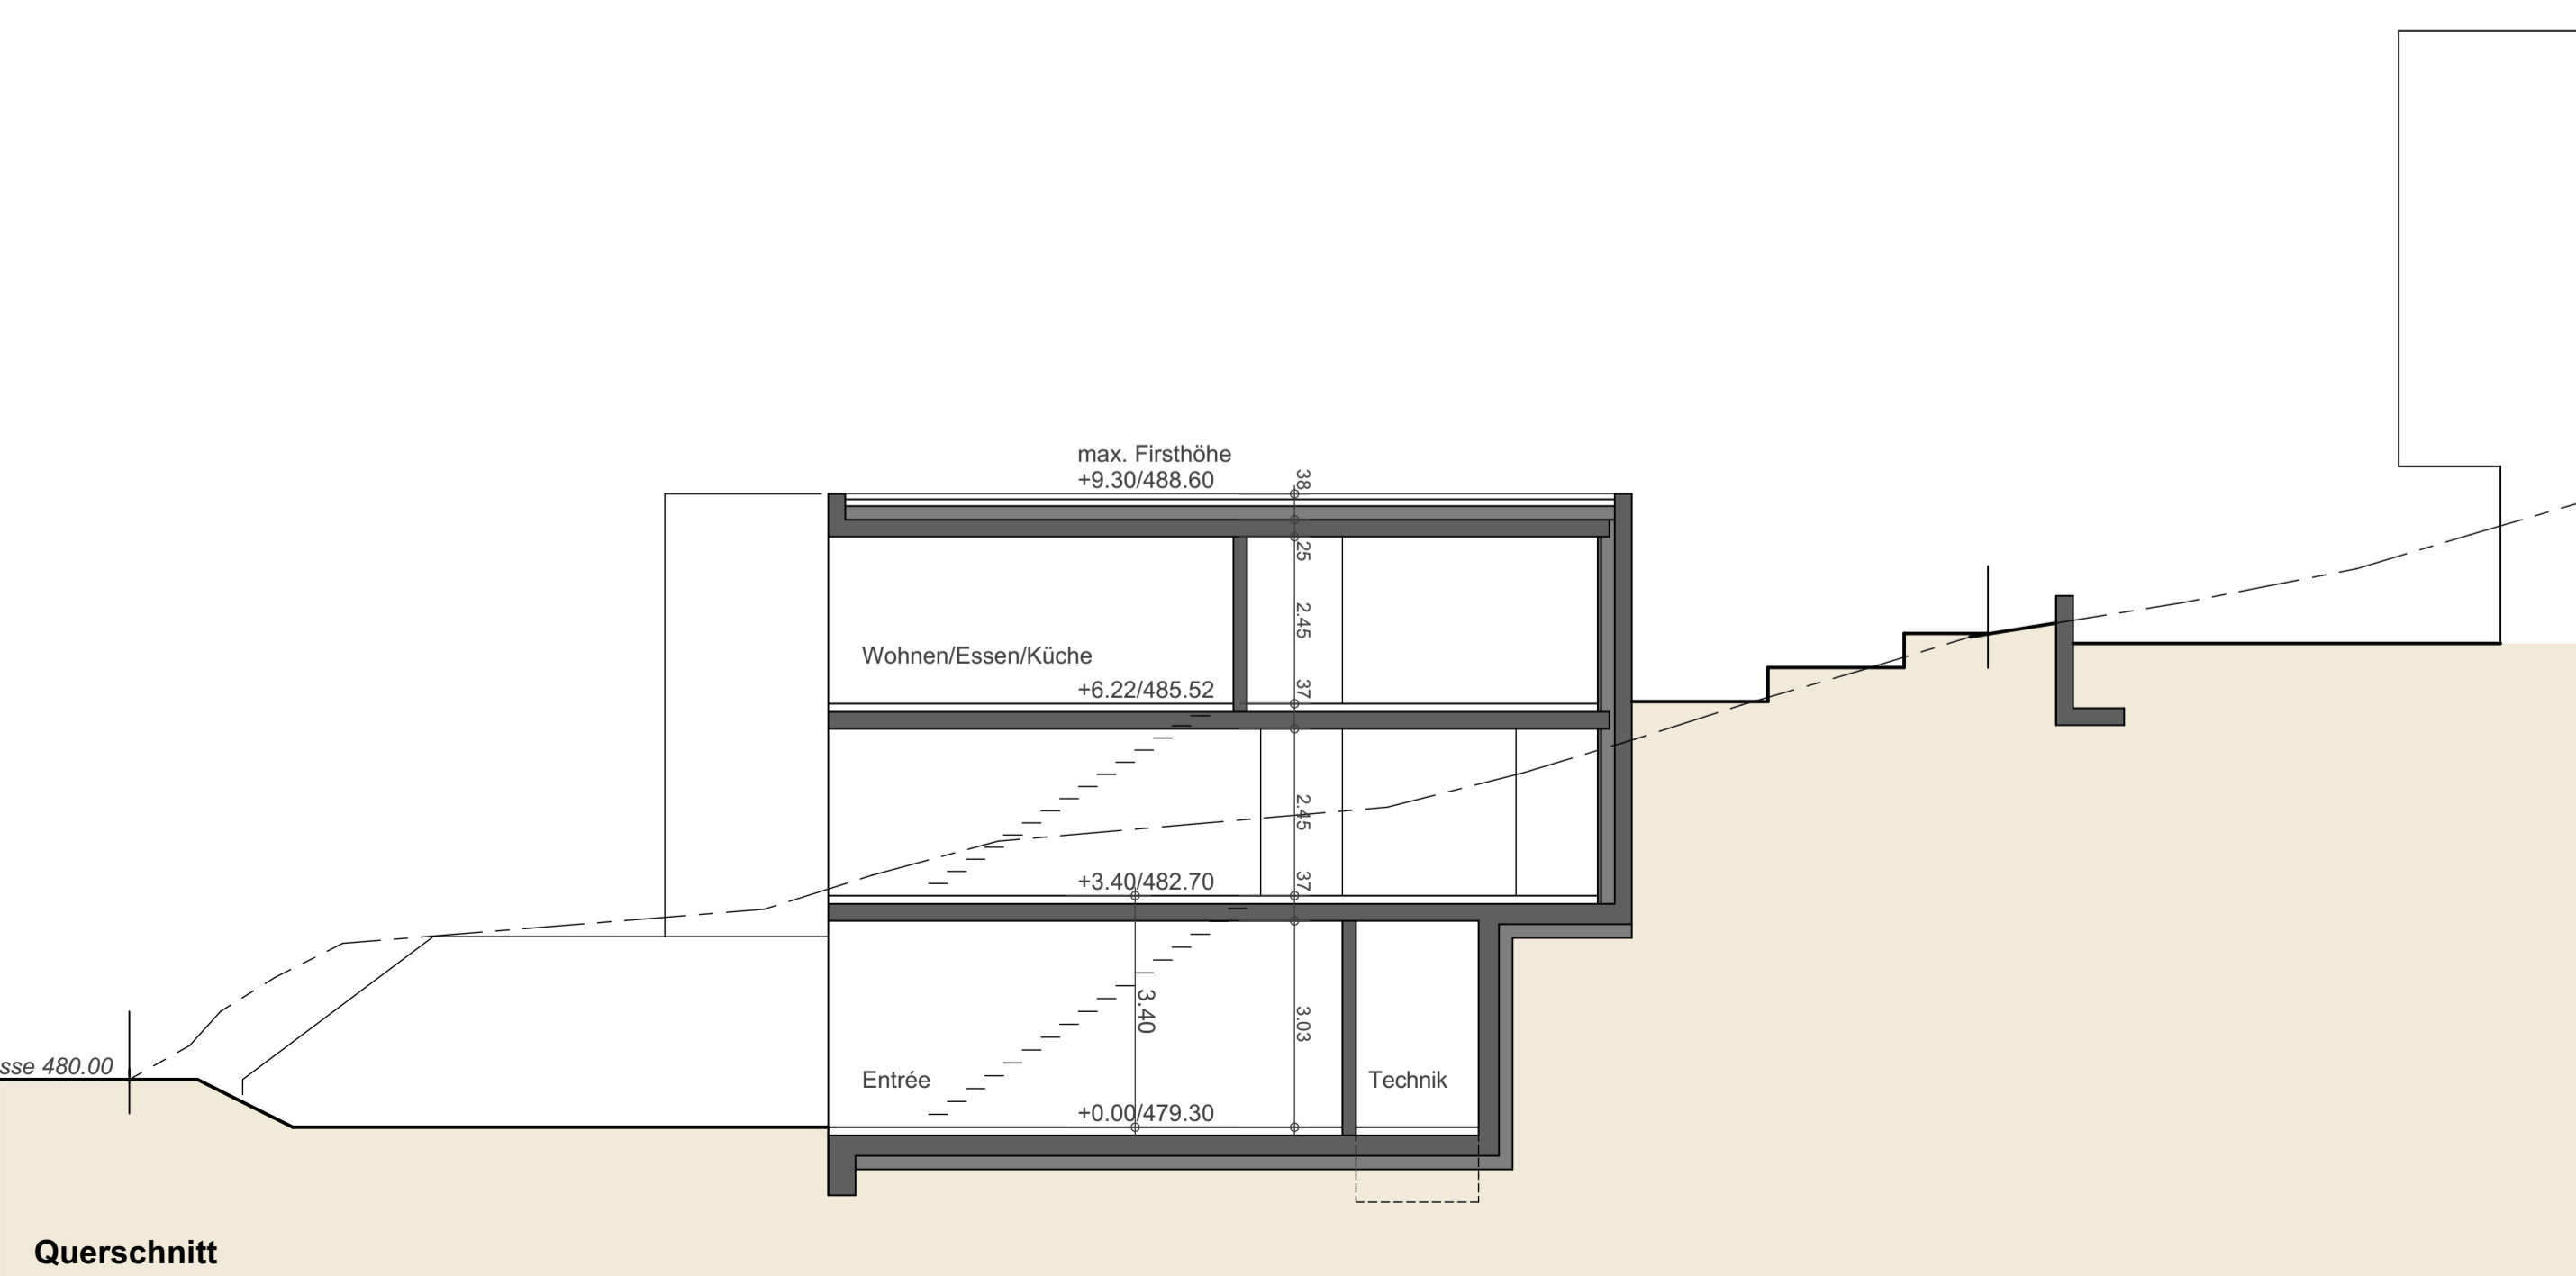 max. Firsthöhe
+9.30/488.60
38
25
2.45
Wohnen/Essen/Küche
+6.22/485.52
37
2.45
+3.40/482.70
37
3.40
3.03
sse 480.00
Entrée
Technik
+0.00/479.30
Querschnitt